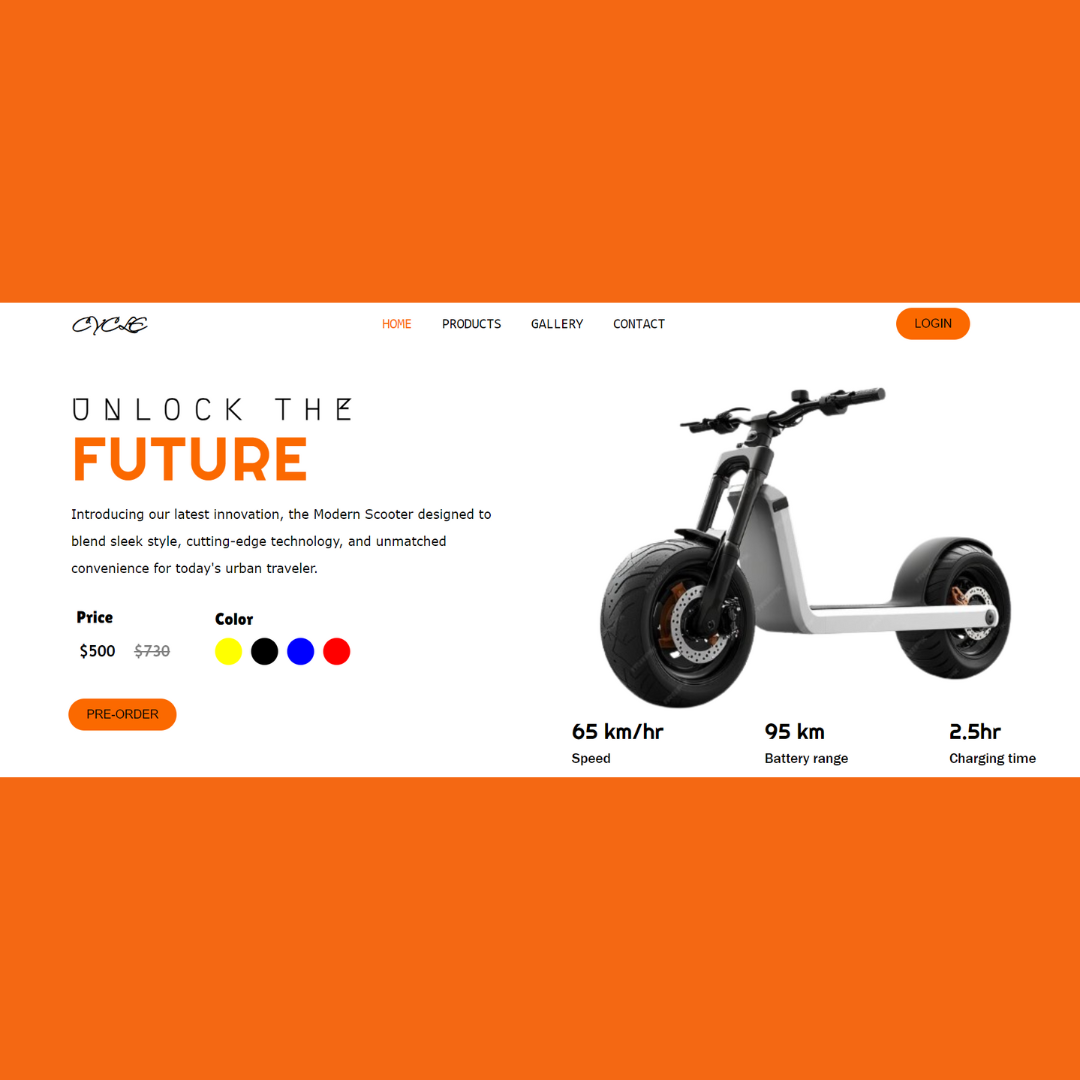 CYCLE
HOME PRODUCTS GALLERY CONTACT
LOGIN
UNLOCK THE
FUTURE
Introducing our latest innovation, the Modern Scooter designed to
blend sleek style, cutting-edge technology, and unmatched
convenience for today's urban traveler.
Price
$500 $730
Color
PRE-ORDER
65 km/hr
Speed
95 km
Battery range
2.5hr
Charging time